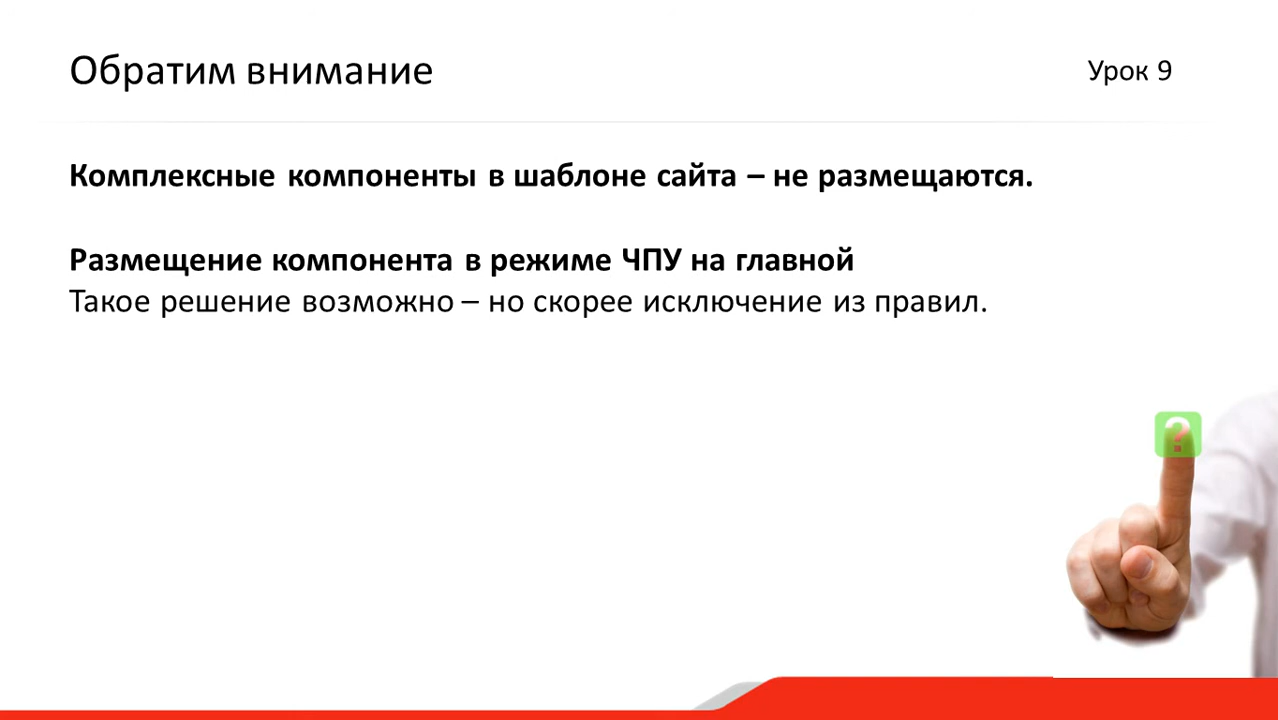 Обратим внимание
Урок 9
Комплексные компоненты в шаблоне сайта – не размещаются.
Размещение компонента в режиме ЧПУ на главной
Такое решение возможно – но скорее исключение из правил.
?